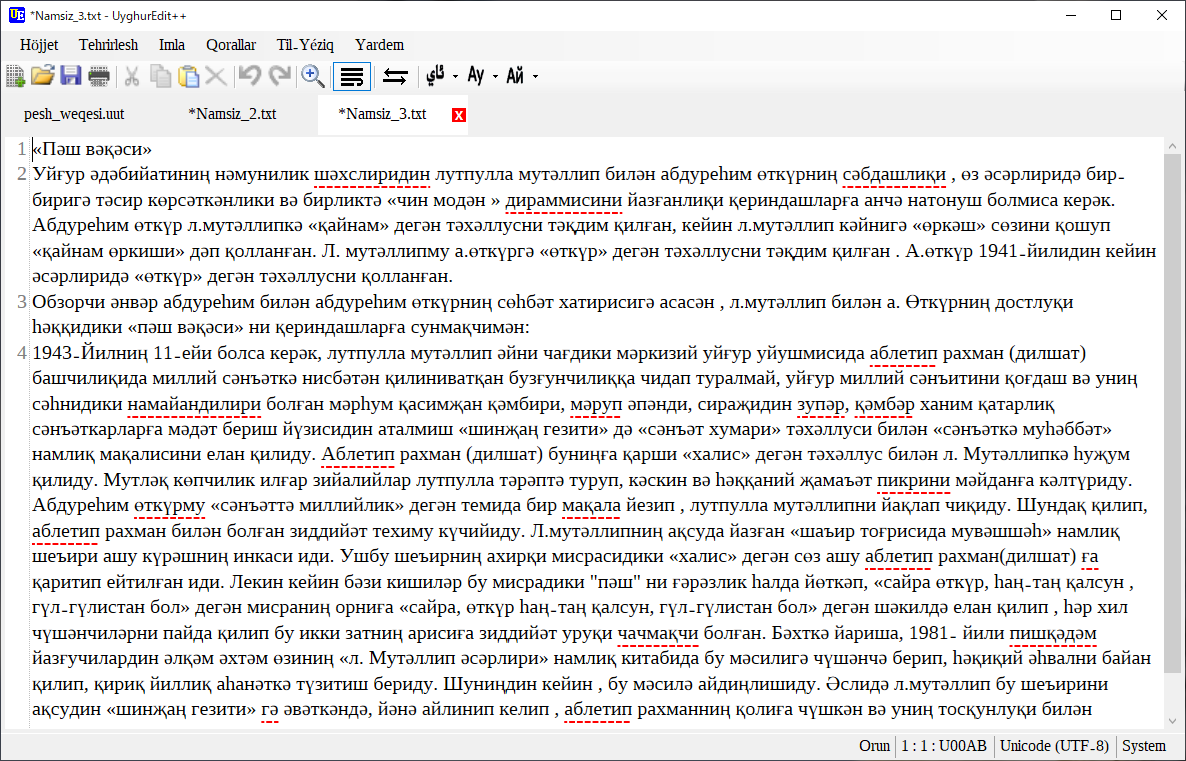 *Namsiz_3.txt - UyghurEdit++
Höjjet Tehrirlesh Imla Qorallar Til-Yéziq Yardem
ئاي Ay Ай
pesh_weqesi.uut *Namsiz_2.txt *Namsiz_3.txt x
1 «Пәш вәқәси»
2 Уйғур әдәбийатиниң нәмунилик шәхслиридин лутпулла мутәллип билән абдуреһим өткүрниң сәбдашлиқи , өз әсәрлиридә бир-
биригә тәсир көрсәткәнлики вә бирликтә «чин модән » дираммисини йазғанлиқи қериндашларға анчә натонуш болмиса керәк.
Абдуреһим өткүр л.мутәллипкә «қайнам» дегән тәхәллусни тәқдим қилған, кейин л.мутәллип кәйнигә «өркәш» сөзини қошуп
«қайнам өркиши» дәп қолланған. Л. мутәллипму а.өткүргә «өткүр» дегән тәхәллусни тәқдим қилған . А.өткүр 1941-йилидин кейин
әсәрлиридә «өткүр» дегән тәхәллусни қолланған.
3 Обзорчи әнвәр абдуреһим билән абдуреһим өткүрниң сөһбәт хатирисигә асасән , л.мутәллип билән а. Өткүрниң достлуқи
һәққидики «пәш вәқәси» ни қериндашларға сунмақчимән:
4 1943-Йилниң 11-ейи болса керәк, лутпулла мутәллип әйни чағдики мәркизий уйғур уйушмисида аблетип рахман (дилшат)
башчилиқида миллий сәнъәткә нисбәтән қилиниватқан бузғунчилиққа чидап туралмай, уйғур миллий сәнъитини қоғдаш вә униң
сәһнидики намайандилири болған мәрһум қасимҗан қәмбири, мәруп әпәнди, сираҗидин зупәр, қәмбәр ханим қатарлиқ
сәнъәткарларға мәдәт бериш йүзисидин аталмиш «шинҗаң гезити» дә «сәнъәт хумари» тәхәллуси билән «сәнъәткә муһәббәт»
намлиқ мақалисини елан қилиду. Аблетип рахман (дилшат) буниңға қарши «халис» дегән тәхәллус билән л. Мутәллипкә һуҗум
қилиду. Мутләқ көпчилик илғар зийалийлар лутпулла тәрәптә туруп, кәскин вә һәққаний җамаъәт пикрини мәйданға кәлтүриду.
Абдуреһим өткүрму «сәнъәттә миллийлик» дегән темида бир мақала йезип , лутпулла мутәллипни йақлап чиқиду. Шундақ қилип,
аблетип рахман билән болған зиддийәт техиму күчийиду. Л.мутәллипниң ақсуда йазған «шаъир тоғрисида мувәшшәһ» намлиқ
шеъири ашу күрәшниң инкаси иди. Ушбу шеъирниң ахирқи мисрасидики «халис» дегән сөз ашу аблетип рахман(дилшат) ға
қаритип ейтилған иди. Лекин кейин бәзи кишиләр бу мисрадики "пәш" ни ғәрәзлик һалда йөткәп, «сайра өткүр, һаң-таң қалсун ,
гүл-гүлистан бол» дегән мисраниң орниға «сайра, өткүр һаң-таң қалсун, гүл-гүлистан бол» дегән шәкилдә елан қилип , һәр хил
чүшәнчиләрни пайда қилип бу икки затниң арисиға зиддийәт уруқи чачмақчи болған. Бәхткә йариша, 1981- йили пишқәдәм
йазғучилардин әлқәм әхтәм өзиниң «л. Мутәллип әсәрлири» намлиқ китабида бу мәсилигә чүшәнчә берип, һәқиқий әһвални байан
қилип, қириқ йиллиқ аһанәткә түзитиш бериду. Шуниңдин кейин , бу мәсилә айдиңлишиду. Әслидә л.мутәллип бу шеъирини
ақсудин «шинҗаң гезити» гә әвәткәндә, йәнә айлинип келип , аблетип рахманниң қолиға чүшкән вә униң тосқунлуқи билән
Orun 1 : 1 : U00AB Unicode (UTF-8) System